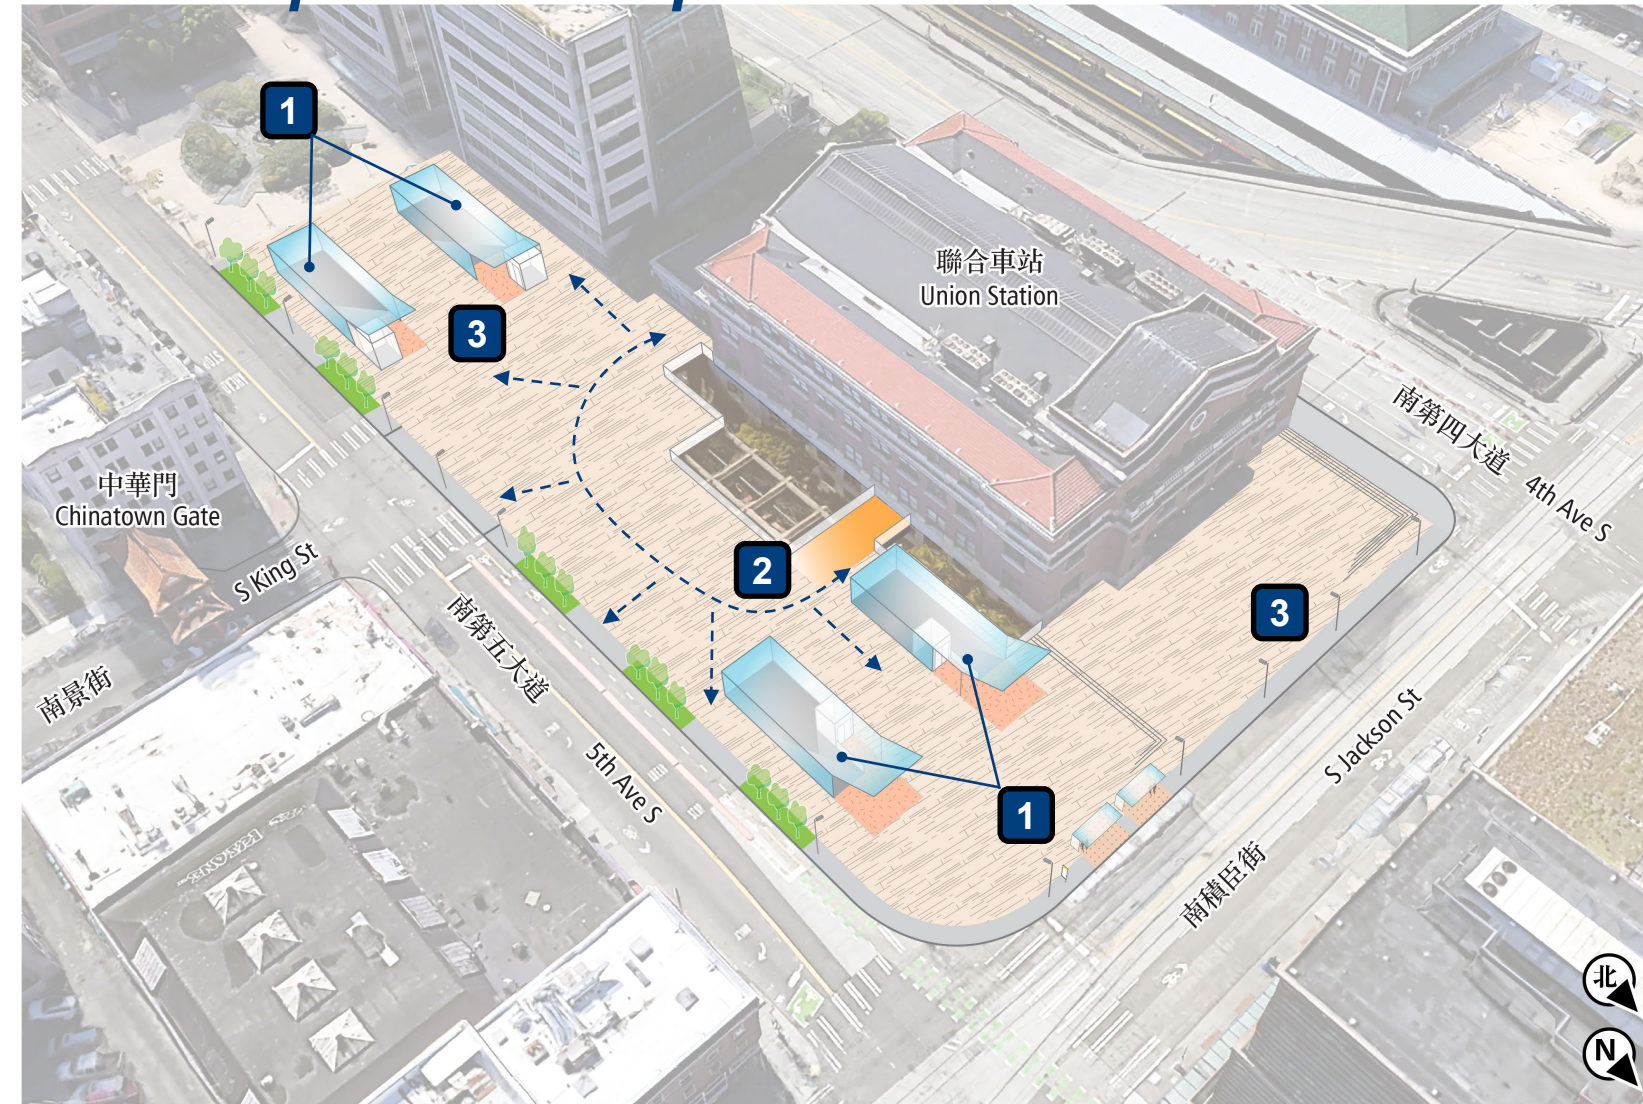 1
聯合車站
Union Station
3
南第四大道
4th Ave S
中華門
Chinatown Gate
S King St
2
3
南第五大道
南景街
5th Ave S
S Jackson St
1
南積臣街
北
N